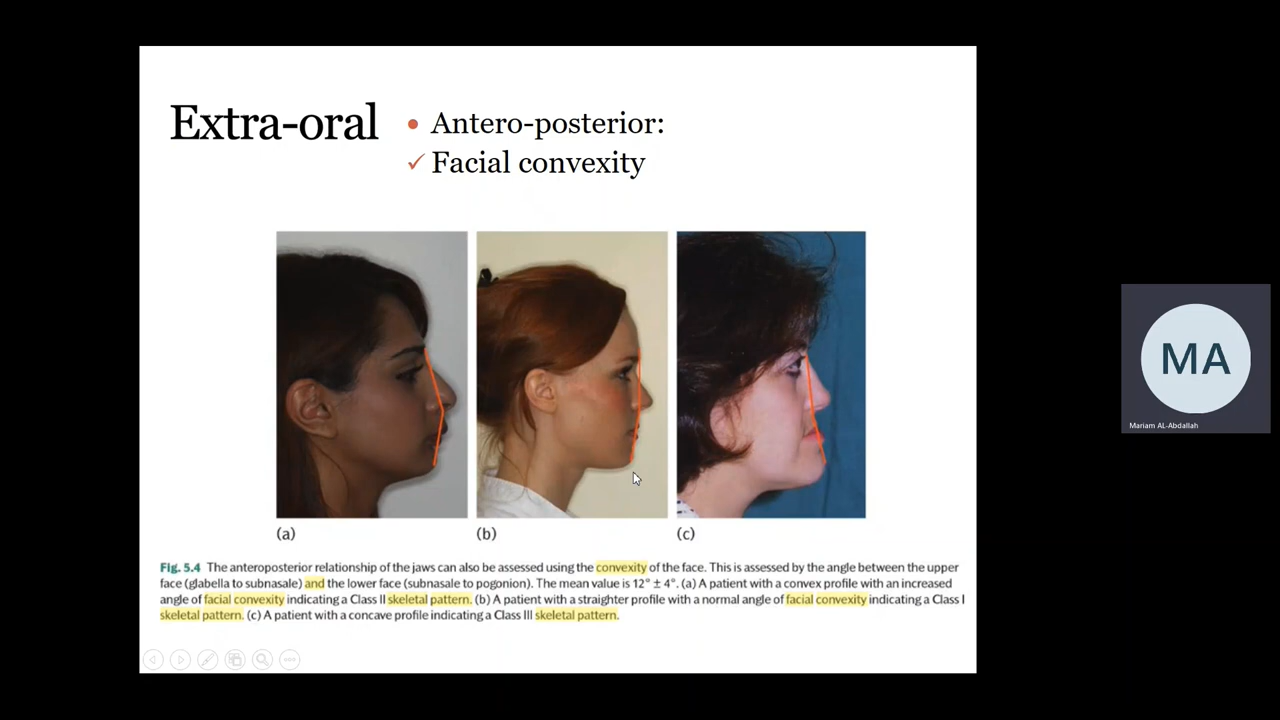 Extra-oral
• Antero-posterior:
✓ Facial convexity
(a)
(b)
(c)
Fig. 5.4 The anteroposterior relationship of the jaws can also be assessed using the convexity of the face. This is assessed by the angle between the upper
face (glabella to subnasale) and the lower face (subnasale to pogonion). The mean value is 12° ± 4°. (a) A patient with a convex profile with an increased
angle of facial convexity indicating a Class II skeletal pattern. (b) A patient with a straighter profile with a normal angle of facial convexity indicating a Class I
skeletal pattern. (c) A patient with a concave profile indicating a Class III skeletal pattern.
MA
Mariam AL-Abdallah